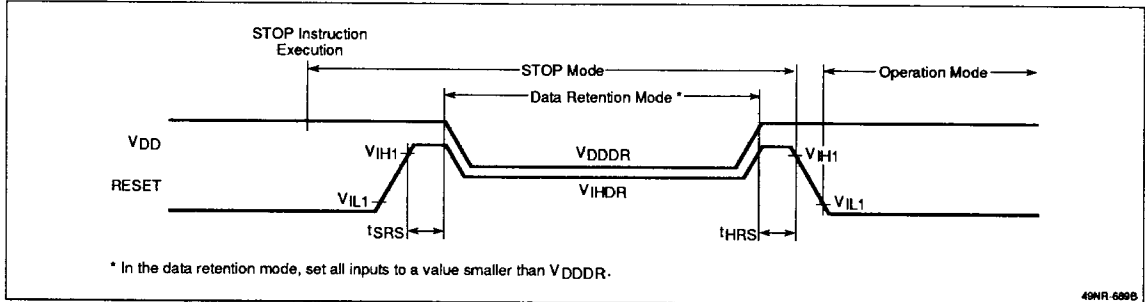 STOP Instruction
Execution
STOP Mode
Operation Mode
Data Retention Mode *
VDD
VIH1
VDDDR
VIH1
RESET
VIHDR
VIL1
VIL1
tSRS
tHRS
* In the data retention mode, set all inputs to a value smaller than VDDDR.
49NR-689B